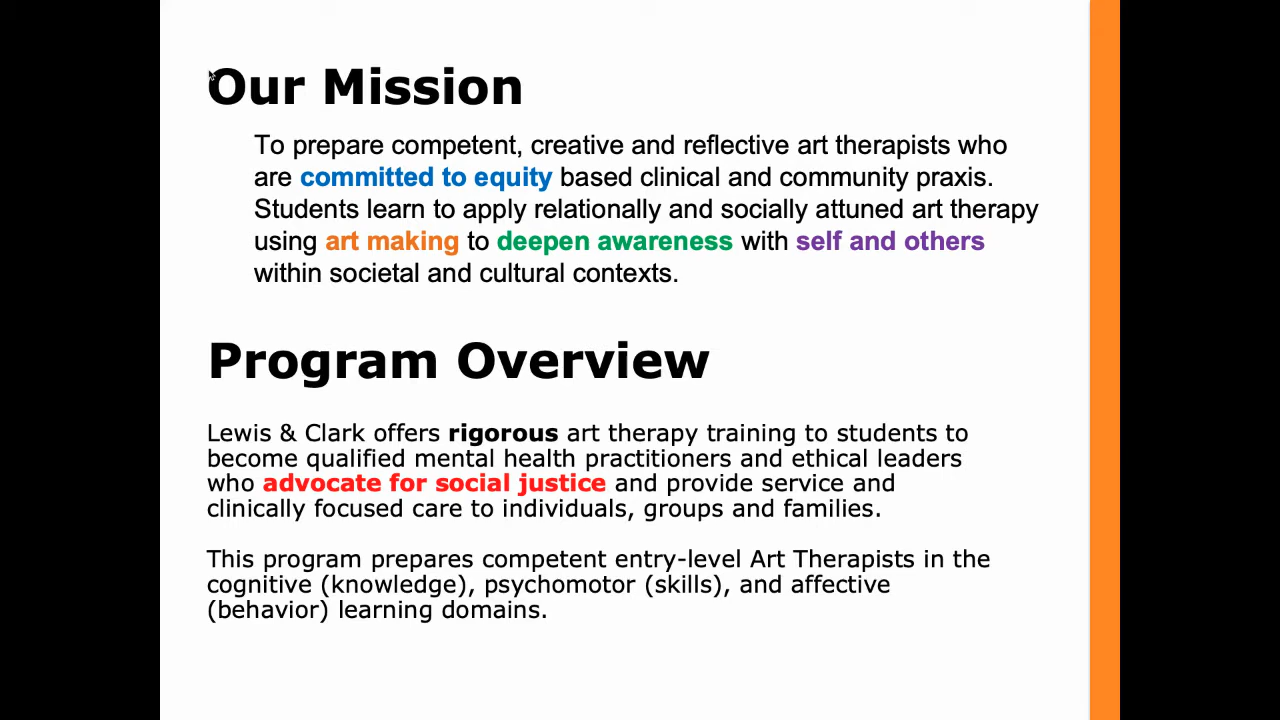 Our Mission
To prepare competent, creative and reflective art therapists who
are committed to equity based clinical and community praxis.
Students learn to apply relationally and socially attuned art therapy
using art making to deepen awareness with self and others
within societal and cultural contexts.
Program Overview
Lewis & Clark offers rigorous art therapy training to students to
become qualified mental health practitioners and ethical leaders
who advocate for social justice and provide service and
clinically focused care to individuals, groups and families.
This program prepares competent entry-level Art Therapists in the
cognitive (knowledge), psychomotor (skills), and affective
(behavior) learning domains.